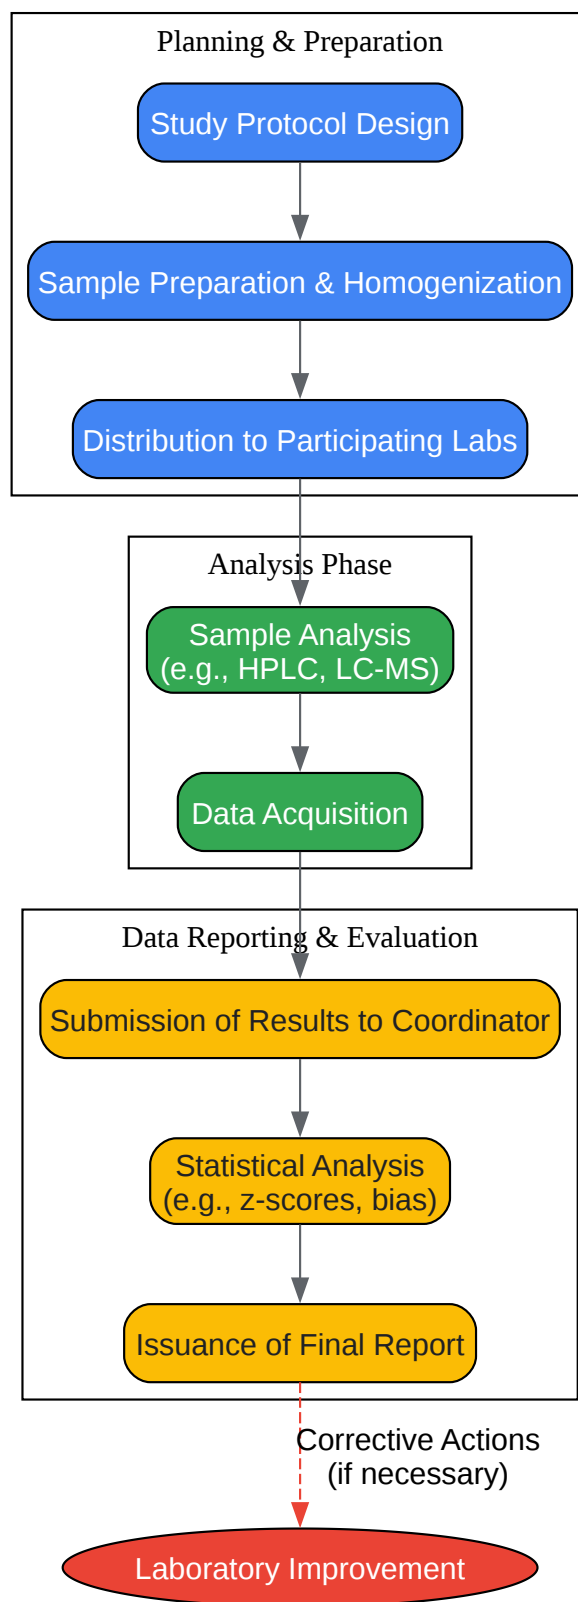 Planning & Preparation
Study Protocol Design
Sample Preparation & Homogenization
Distribution to Participating Labs
Analysis Phase
Sample Analysis
(e.g., HPLC, LC-MS)
Data Acquisition
Data Reporting & Evaluation
Submission of Results to Coordinator
Statistical Analysis
(e.g., z-scores, bias)
Issuance of Final Report
Corrective Actions
(if necessary)
Laboratory Improvement